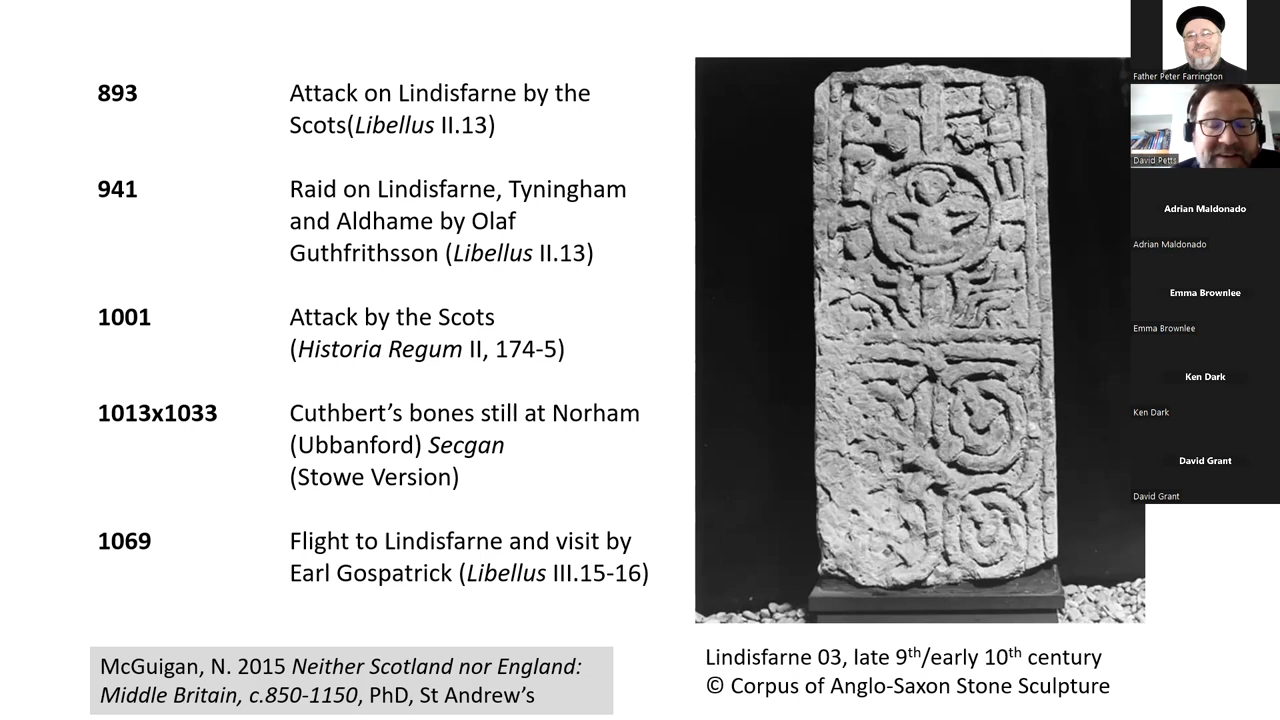 893 Attack on Lindisfarne by the
Scots(Libellus II.13)
941 Raid on Lindisfarne, Tyningham
and Aldhame by Olaf
Guthfrithsson (Libellus II.13)
1001 Attack by the Scots
(Historia Regum II, 174-5)
1013x1033 Cuthbert’s bones still at Norham
(Ubbanford) Secgan
(Stowe Version)
1069 Flight to Lindisfarne and visit by
Earl Gospatrick (Libellus III.15-16)
McGuigan, N. 2015 Neither Scotland nor England:
Middle Britain, c.850-1150, PhD, St Andrew’s
Lindisfarne 03, late 9th/early 10th century
© Corpus of Anglo-Saxon Stone Sculpture
Father Peter Farrington
David Petts
Adrian Maldonado
Adrian Maldonado
Emma Brownlee
Emma Brownlee
Ken Dark
Ken Dark
David Grant
David Grant